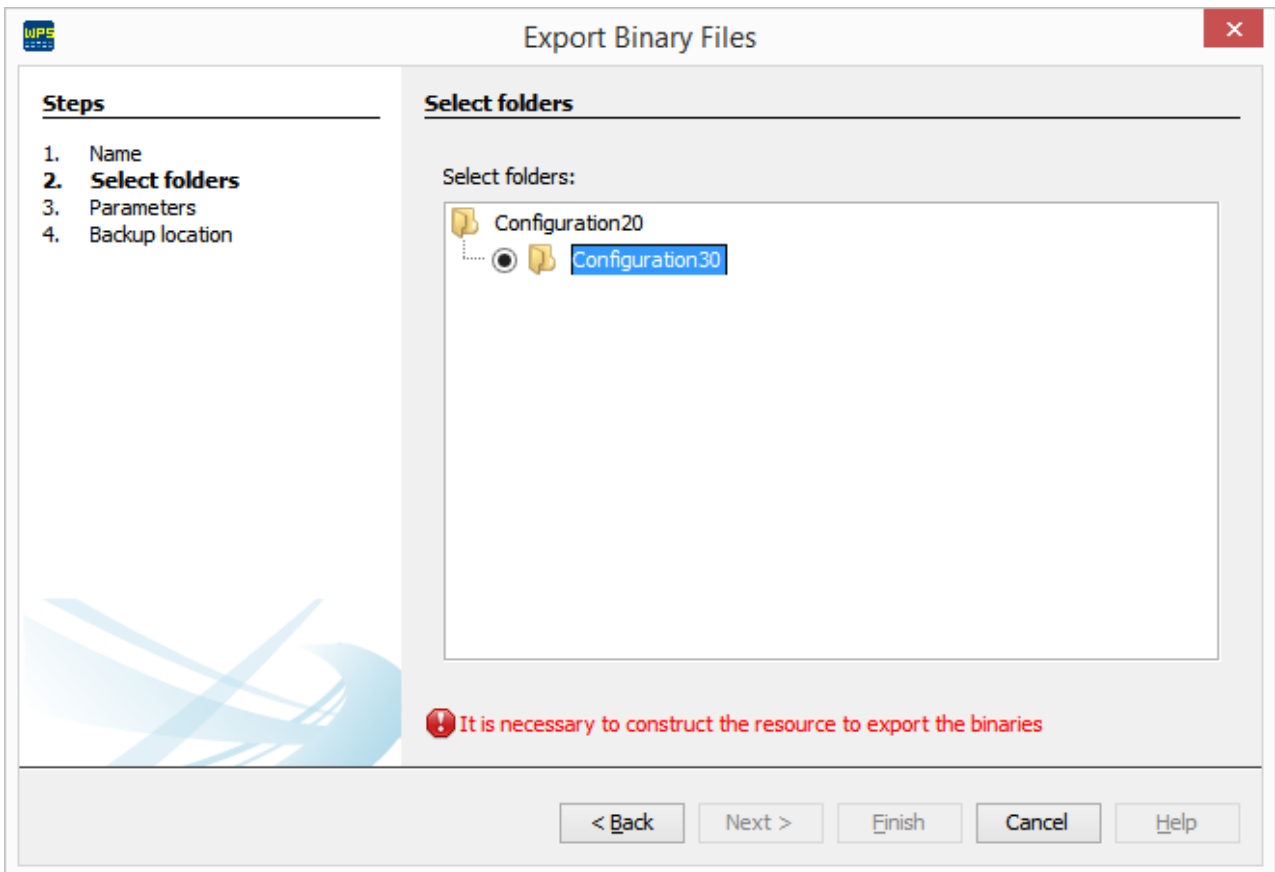 WPS
Export Binary Files
Steps
1. Name
2. Select folders
3. Parameters
4. Backup location
Select folders
Select folders:
Configuration20
Configuration30
It is necessary to construct the resource to export the binaries
< Back
Next >
Finish
Cancel
Help